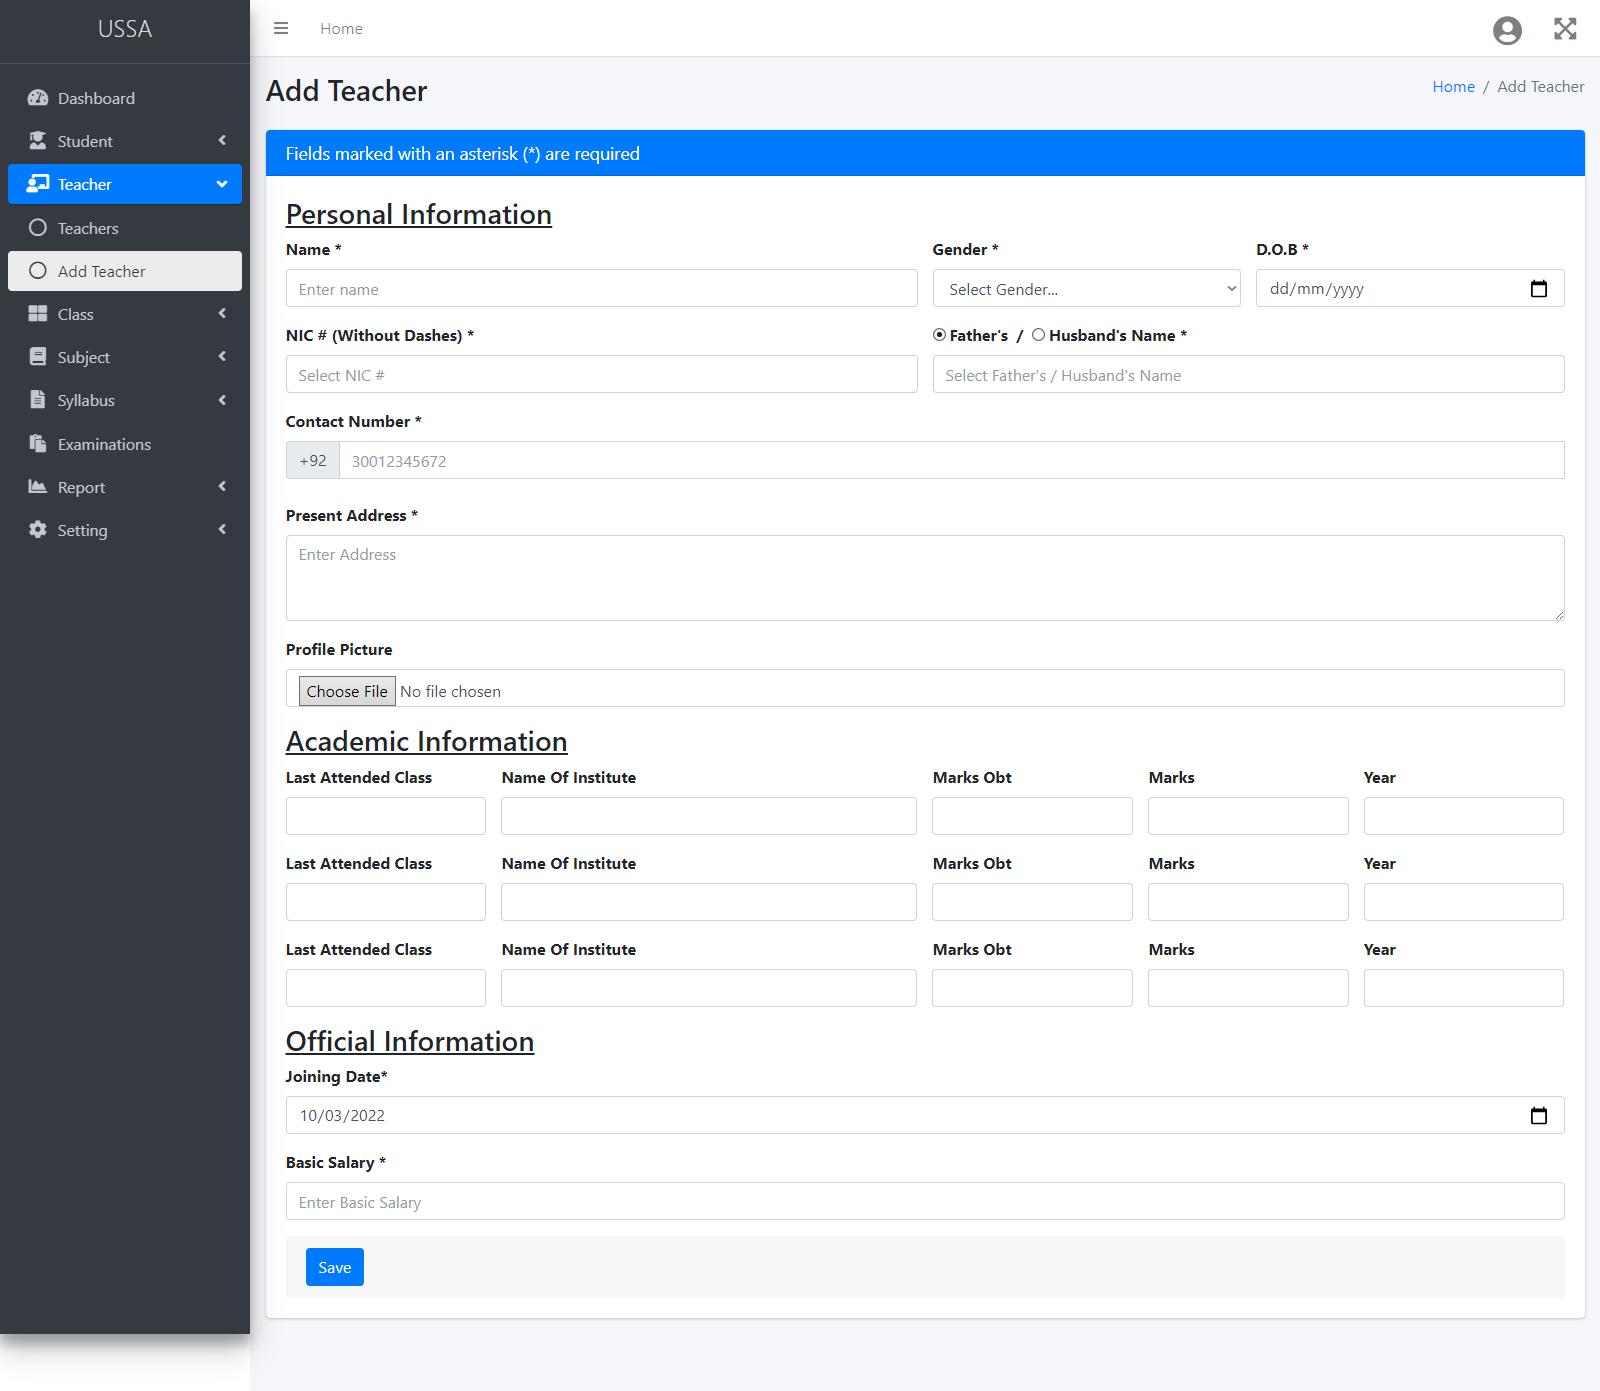 USSA
Home
Dashboard
Student
Teacher
Teachers
Add Teacher
Class
Subject
Syllabus
Examinations
Report
Setting
Add Teacher
Home / Add Teacher
Fields marked with an asterisk (*) are required
Personal Information
Name * Gender * D.O.B *
Enter name Select Gender... dd/mm/yyyy
NIC # (Without Dashes) * Father's / Husband's Name *
Select NIC # Select Father's / Husband's Name
Contact Number *
+92 30012345672
Present Address *
Enter Address
Profile Picture
Choose File No file chosen
Academic Information
Last Attended Class Name Of Institute Marks Obt Marks Year
Last Attended Class Name Of Institute Marks Obt Marks Year
Last Attended Class Name Of Institute Marks Obt Marks Year
Official Information
Joining Date*
10/03/2022
Basic Salary *
Enter Basic Salary
Save